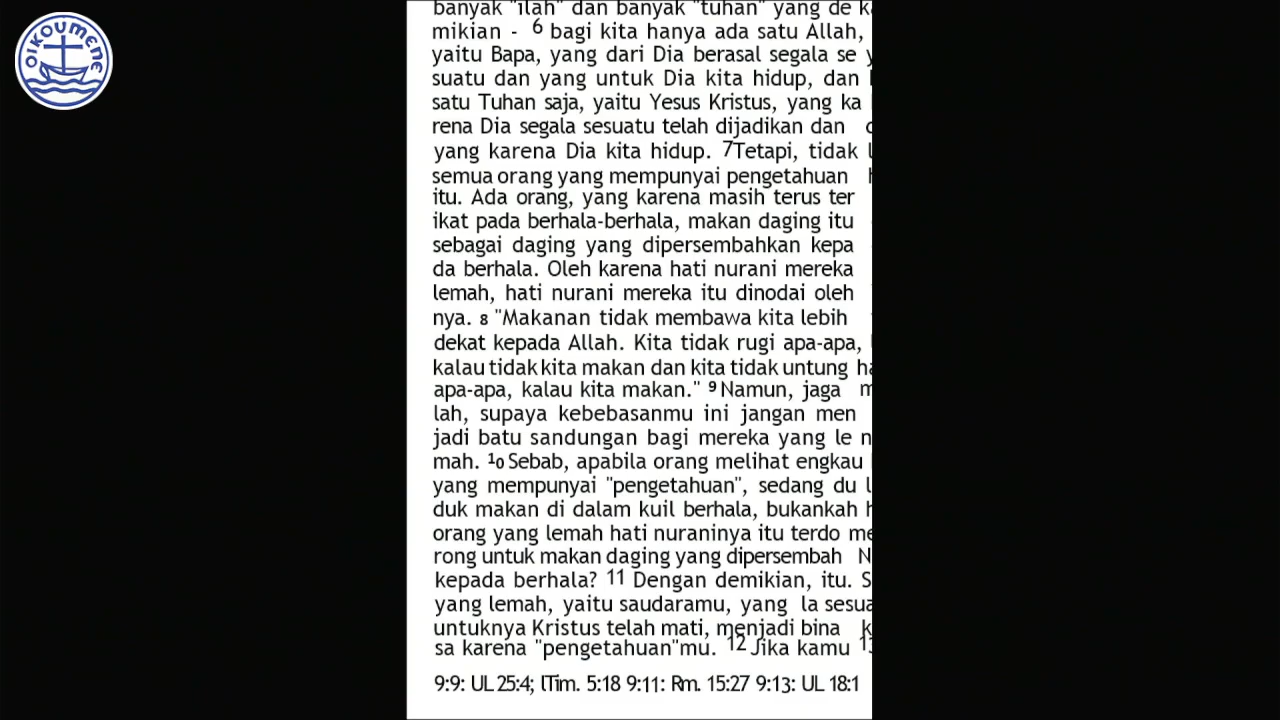 OIKOUMENE
banyak "ilah" dan banyak "tuhan" yang de
mikian - 6 bagi kita hanya ada satu Allah,
yaitu Bapa, yang dari Dia berasal segala se
suatu dan yang untuk Dia kita hidup, dan
satu Tuhan saja, yaitu Yesus Kristus, yang ka
rena Dia segala sesuatu telah dijadikan dan
yang karena Dia kita hidup. 7Tetapi, tidak
semua orang yang mempunyai pengetahuan
itu. Ada orang, yang karena masih terus ter
ikat pada berhala-berhala, makan daging itu
sebagai daging yang dipersembahkan kepa
da berhala. Oleh karena hati nurani mereka
lemah, hati nurani mereka itu dinodai oleh
nya. 8 "Makanan tidak membawa kita lebih
dekat kepada Allah. Kita tidak rugi apa-apa,
kalau tidak kita makan dan kita tidak untung
apa-apa, kalau kita makan." 9 Namun, jaga
lah, supaya kebebasanmu ini jangan men
jadi batu sandungan bagi mereka yang le
mah. 10 Sebab, apabila orang melihat engkau
yang mempunyai "pengetahuan", sedang du
duk makan di dalam kuil berhala, bukankah
orang yang lemah hati nuraninya itu terdo
rong untuk makan daging yang dipersembah
kepada berhala? 11 Dengan demikian, itu.
yang lemah, yaitu saudaramu, yang la
untuknya Kristus telah mati, menjadi bina
sa karena "pengetahuan"mu. 12 Jika kamu
9:9: UL 25:4; lTim. 5:18 9:11: Rm. 15:27 9:13: UL 18:1